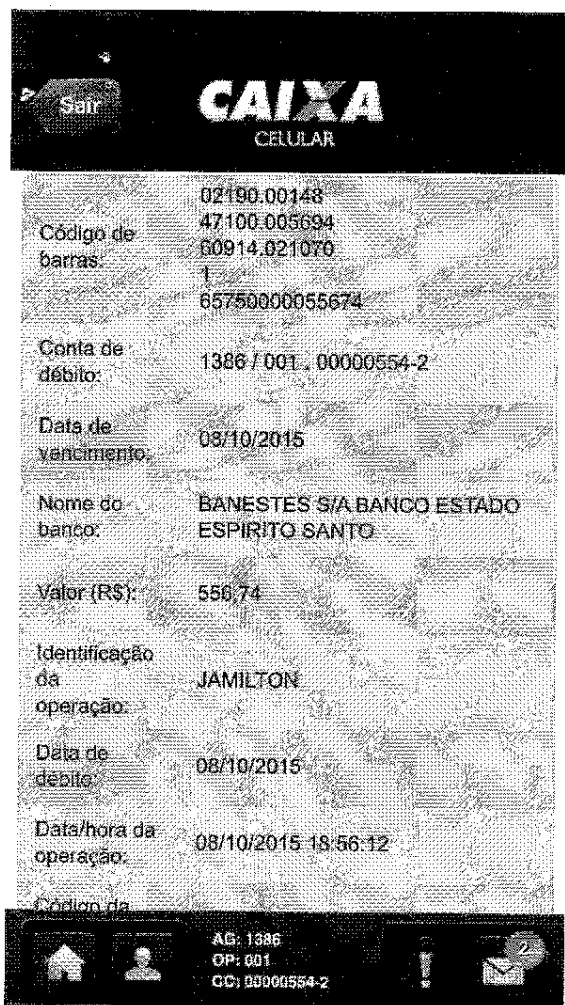 Sair
CAIXA
CELULAR
Código de
barras:
02190.00148
47100.005694
60914.021070
1
65750000055674
Conta de
débito:
1386 / 001 . 00000554-2
Data de
vencimento:
08/10/2015
Nome do
banco:
BANESTES S/A BANCO ESTADO
ESPIRITO SANTO
Valor (R$):
556,74
Identificação
da
operação:
JAMILTON
Data de
débito:
08/10/2015
Data/hora da
operação:
08/10/2015 18:56:12
Código da
AG: 1386
OP: 001
CC: 00000554-2
2